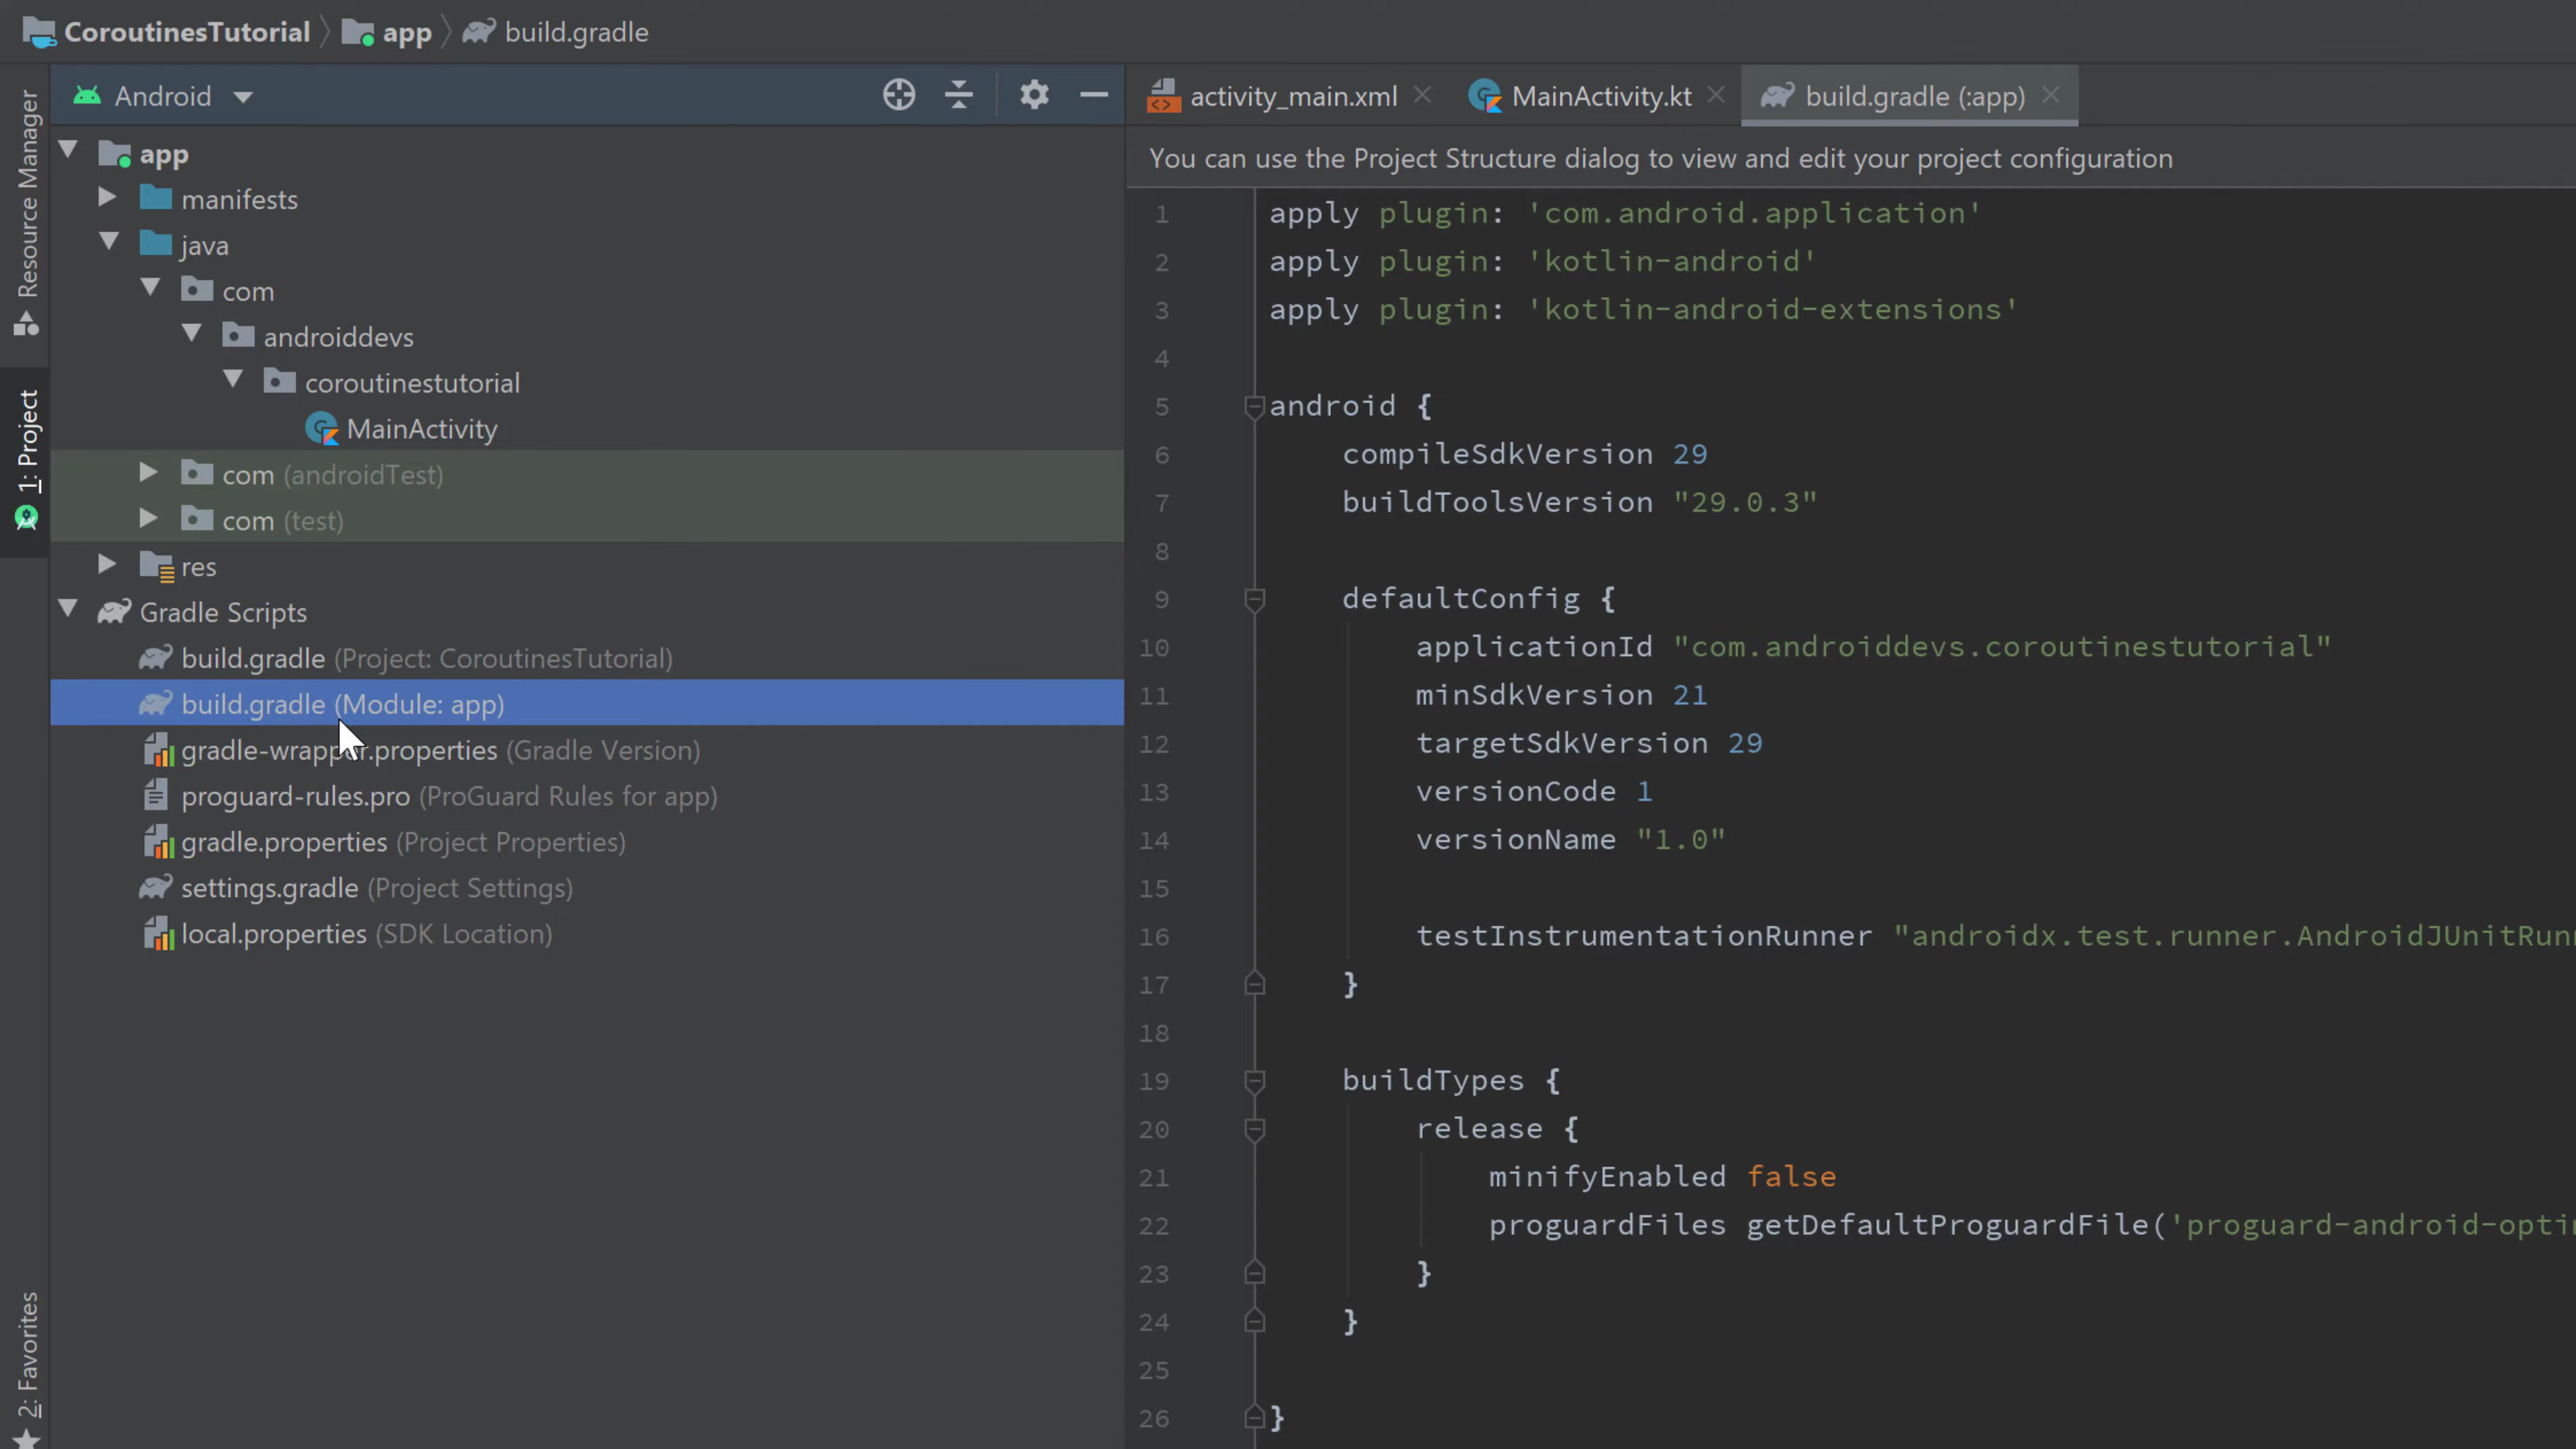 CoroutinesTutorial app build.gradle
Android
activity_main.xml MainActivity.kt build.gradle (:app)
You can use the Project Structure dialog to view and edit your project configuration
Resource Manager
1: Project
2: Favorites
app
manifests
java
com
androiddevs
coroutinestutorial
MainActivity
com (androidTest)
com (test)
res
Gradle Scripts
build.gradle (Project: CoroutinesTutorial)
build.gradle (Module: app)
gradle-wrapper.properties (Gradle Version)
proguard-rules.pro (ProGuard Rules for app)
gradle.properties (Project Properties)
settings.gradle (Project Settings)
local.properties (SDK Location)
1 apply plugin: 'com.android.application'
2 apply plugin: 'kotlin-android'
3 apply plugin: 'kotlin-android-extensions'
4
5 android {
6 compileSdkVersion 29
7 buildToolsVersion "29.0.3"
8
9 defaultConfig {
10 applicationId "com.androiddevs.coroutinestutorial"
11 minSdkVersion 21
12 targetSdkVersion 29
13 versionCode 1
14 versionName "1.0"
15
16 testInstrumentationRunner "androidx.test.runner.AndroidJUnitRun
17 }
18
19 buildTypes {
20 release {
21 minifyEnabled false
22 proguardFiles getDefaultProguardFile('proguard-android-opti
23 }
24 }
25
26 }